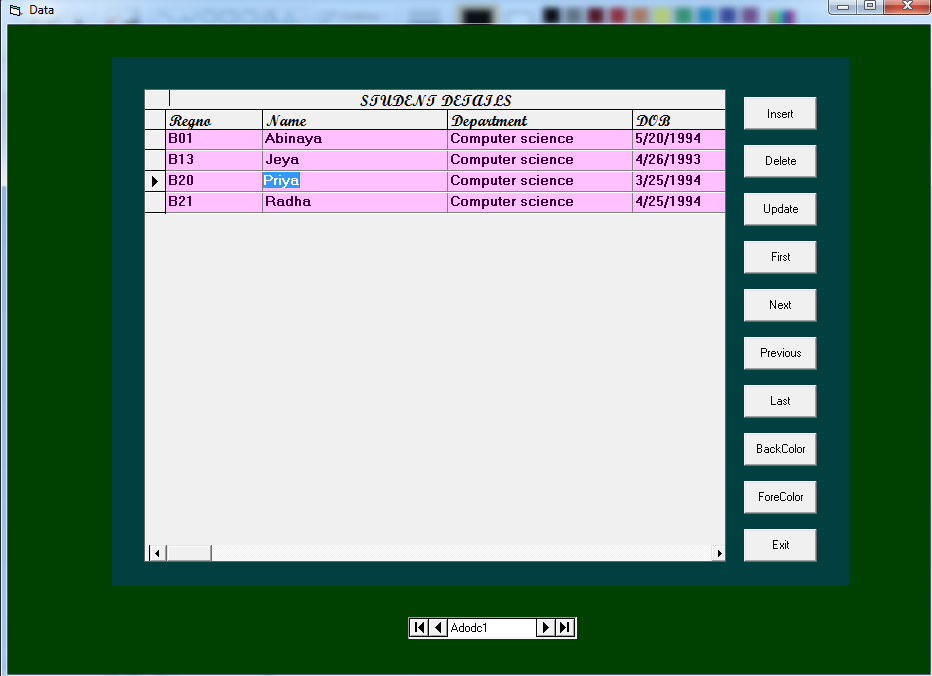 Data
STUDENT DETAILS
Regno Name Department DOB
B01 Abinaya Computer science 5/20/1994
B13 Jeya Computer science 4/26/1993
B20 Priya Computer science 3/25/1994
B21 Radha Computer science 4/25/1994
Insert
Delete
Update
First
Next
Previous
Last
BackColor
ForeColor
Exit
Adodc1